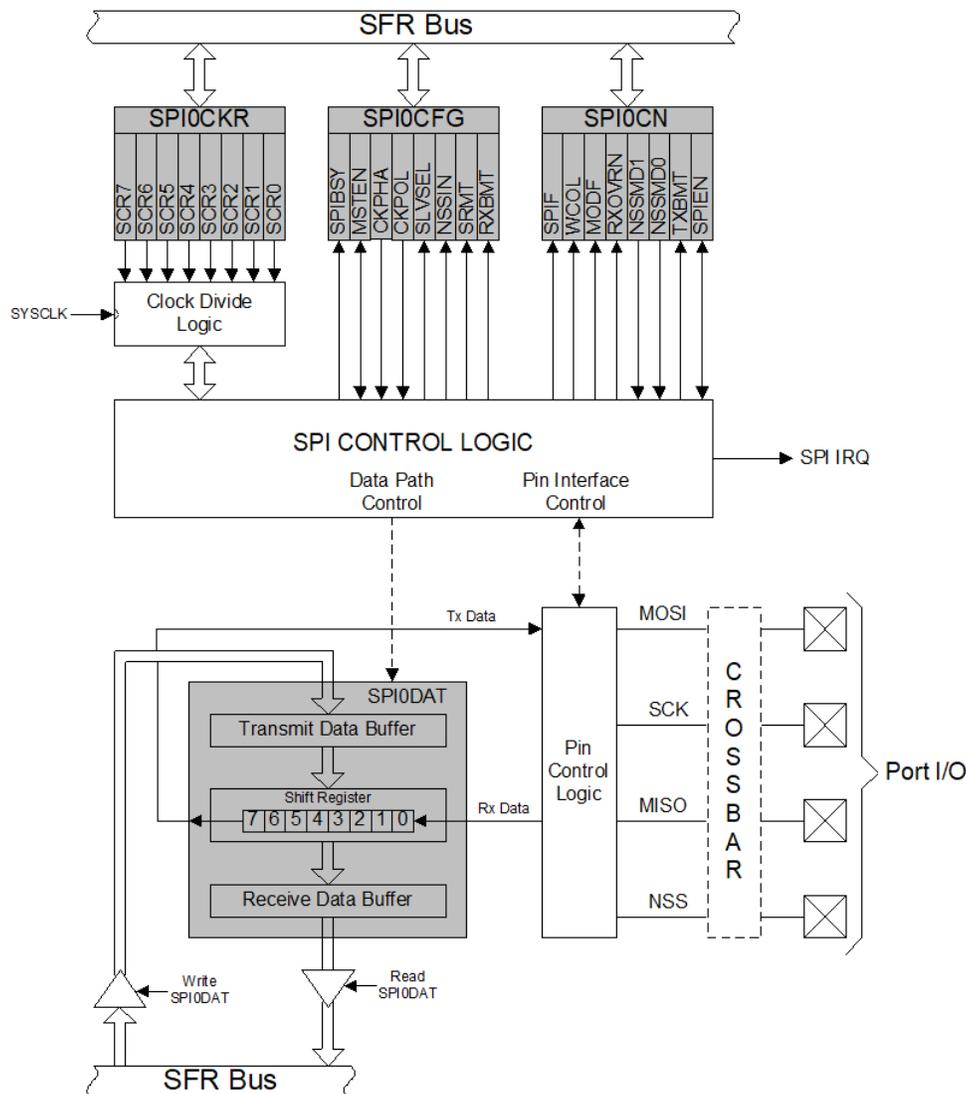 SFR Bus
SPI0CKR
SCR7
SCR6
SCR5
SCR4
SCR3
SCR2
SCR1
SCR0
SPI0CFG
SPIBSY
MSTEN
CKPHA
CKPOL
SLVSEL
NSSIN
SRMT
RXBMT
SPI0CN
SPIF
WCOL
MODF
RXOVRN
NSSMD1
NSSMD0
TXBMT
SPIEN
SYSCLK
Clock Divide
Logic
SPI CONTROL LOGIC
Data Path
Control
Pin Interface
Control
SPI IRQ
Tx Data
SPI0DAT
Transmit Data Buffer
Shift Register
7 6 5 4 3 2 1 0
Rx Data
Receive Data Buffer
Pin
Control
Logic
MOSI
SCK
MISO
NSS
CROSSBAR
Port I/O
Write
SPI0DAT
Read
SPI0DAT
SFR Bus